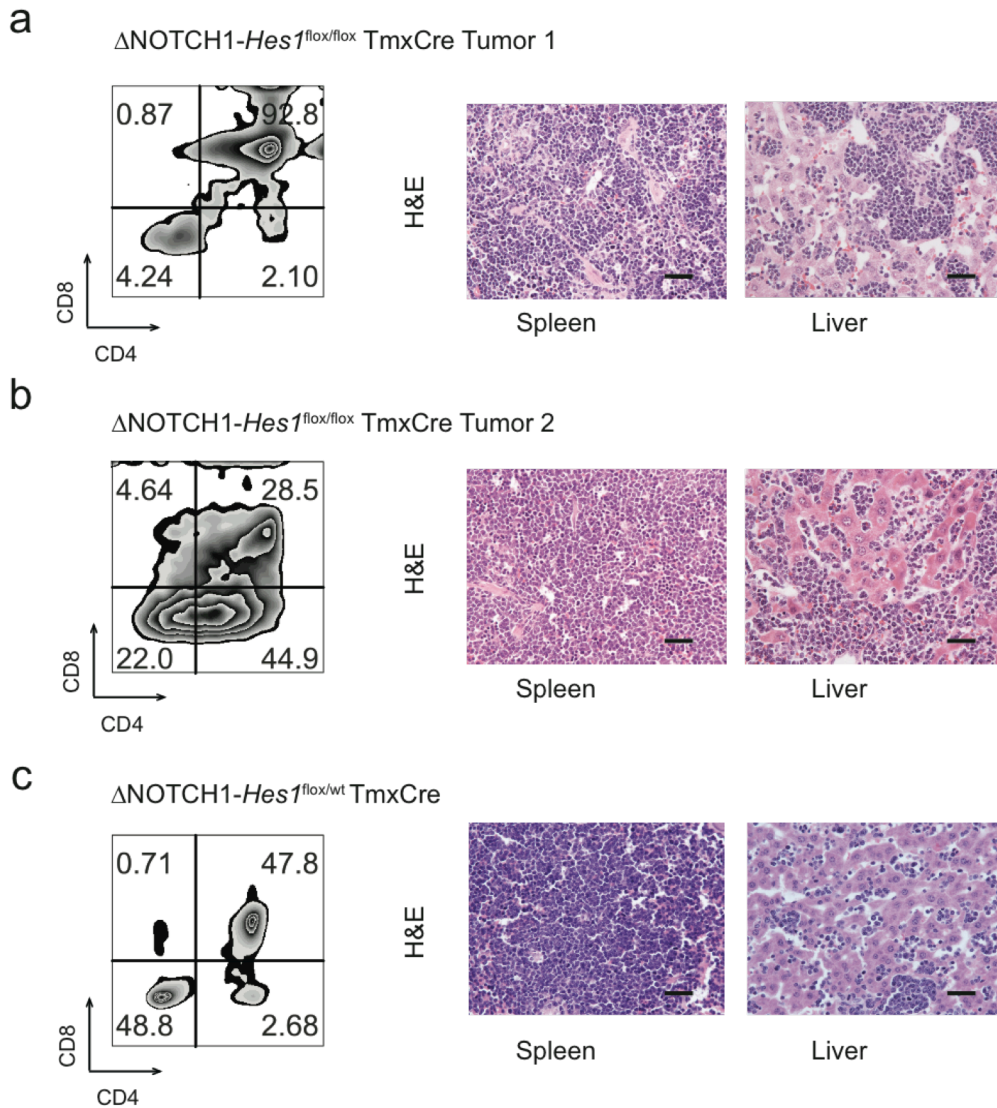 a
ΔNOTCH1-Hes1flox/flox TmxCre Tumor 1
0.87 92.8
4.24 2.10
CD8
CD4
H&E
Spleen
Liver
b
ΔNOTCH1-Hes1flox/flox TmxCre Tumor 2
4.64 28.5
22.0 44.9
CD8
CD4
H&E
Spleen
Liver
c
ΔNOTCH1-Hes1flox/wt TmxCre
0.71 47.8
48.8 2.68
CD8
CD4
H&E
Spleen
Liver